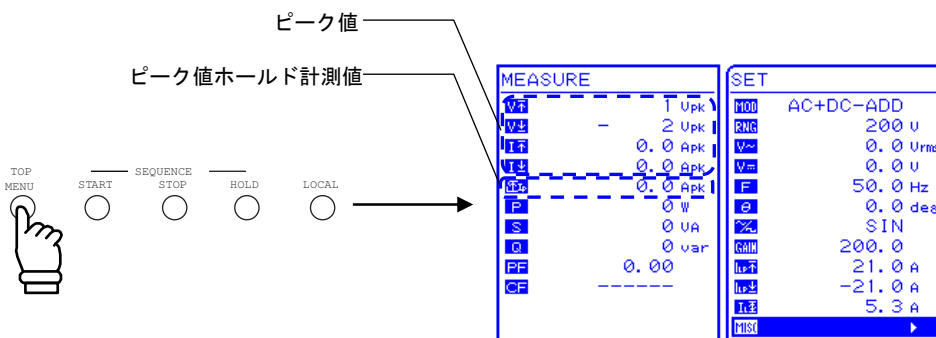 ピーク値
ピーク値ホールド計測値
TOP
MENU
SEQUENCE
START
STOP
HOLD
LOCAL
MEASURE
V 1 Vpk
V - 2 Vpk
I 0.0 Apk
I 0.0 Apk
0.0 Apk
P 0 W
S 0 VA
Q 0 var
PF 0.00
CF ------
SET
MOD AC+DC-ADD
RNG 200 V
V~ 0.0 Vrms
V⎓ 0.0 V
F 50.0 Hz
θ 0.0 deg
SIN
GAIN 200.0
21.0 A
-21.0 A
5.3 A
MISC